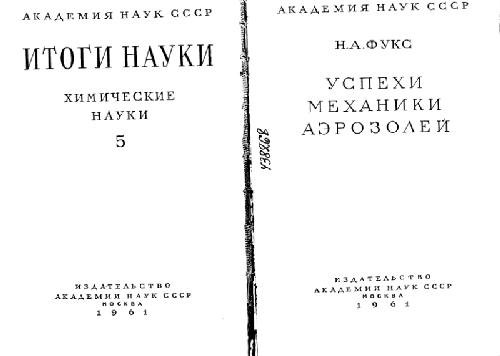 АКАДЕМИЯ НАУК СССР
ИТОГИ НАУКИ
ХИМИЧЕСКИЕ
НАУКИ
5
ИЗДАТЕЛЬСТВО
АКАДЕМИИ НАУК СССР
МОСКВА
1961
АКАДЕМИЯ НАУК СССР
Н.А.ФУКС
УСПЕХИ
МЕХАНИКИ
АЭРОЗОЛЕЙ
ИЗДАТЕЛЬСТВО
АКАДЕМИИ НАУК СССР
МОСКВА
1961